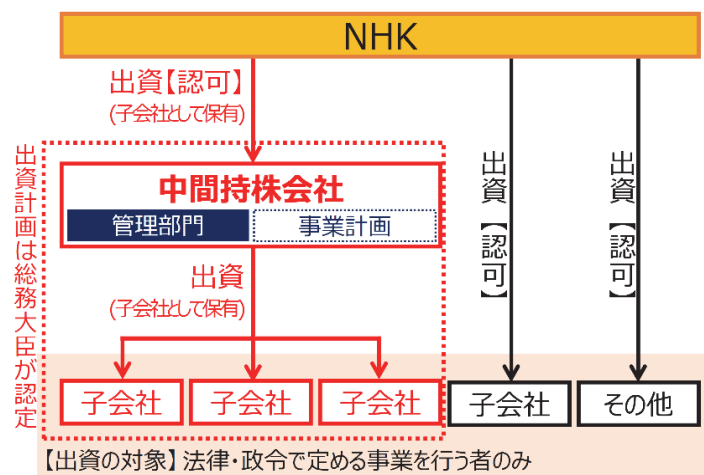 NHK
出資【認可】
(子会社として保有)
出資計画は総務大臣が認定
中間持株会社
管理部門
事業計画
出資
(子会社として保有)
出資【認可】
出資【認可】
子会社
子会社
子会社
子会社
その他
【出資の対象】法律・政令で定める事業を行う者のみ